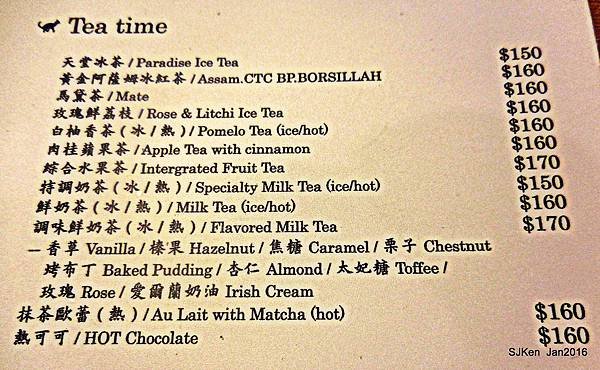 Tea time
天堂冰茶 / Paradise Ice Tea $150
黃金阿薩姆冰紅茶 / Assam.CTC BP.BORSILLAH $160
馬黛茶 / Mate $160
玫瑰鮮荔枝 / Rose & Litchi Ice Tea $160
白柚香茶 ( 冰 / 熱 ) / Pomelo Tea (ice/hot) $160
肉桂蘋果茶 / Apple Tea with cinnamon $160
綜合水果茶 / Intergrated Fruit Tea $170
特調奶茶 ( 冰 / 熱 ) / Specialty Milk Tea (ice/hot) $150
鮮奶茶 ( 冰 / 熱 ) / Milk Tea (ice/hot) $160
調味鮮奶茶 ( 冰 / 熱 ) / Flavored Milk Tea $170
— 香草 Vanilla / 榛果 Hazelnut / 焦糖 Caramel / 栗子 Chestnut
烤布丁 Baked Pudding / 杏仁 Almond / 太妃糖 Toffee /
玫瑰 Rose / 愛爾蘭奶油 Irish Cream
抹茶歐蕾 ( 熱 ) / Au Lait with Matcha (hot) $160
熱可可 / HOT Chocolate $160
SJKen Jan2016